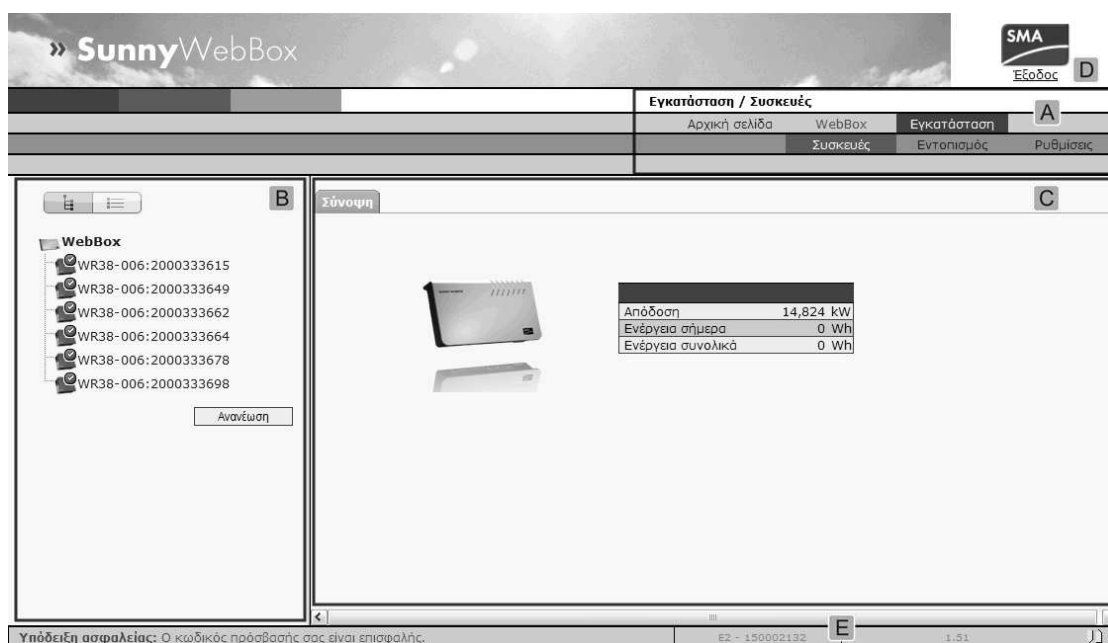 » SunnyWebBox
SMA
Έξοδος D
Εγκατάσταση / Συσκευές
A
Αρχική σελίδα WebBox Εγκατάσταση
Συσκευές Εντοπισμός Ρυθμίσεις
B
Σύνοψη
C
WebBox
WR38-006:2000333615
WR38-006:2000333649
WR38-006:2000333662
WR38-006:2000333664
WR38-006:2000333678
WR38-006:2000333698
Ανανέωση
Απόδοση 14,824 kW
Ενέργεια σήμερα 0 Wh
Ενέργεια συνολικά 0 Wh
Υπόδειξη ασφαλείας: Ο κωδικός πρόσβασής σας είναι επισφαλής.
E2 - 150002132
E
1.51